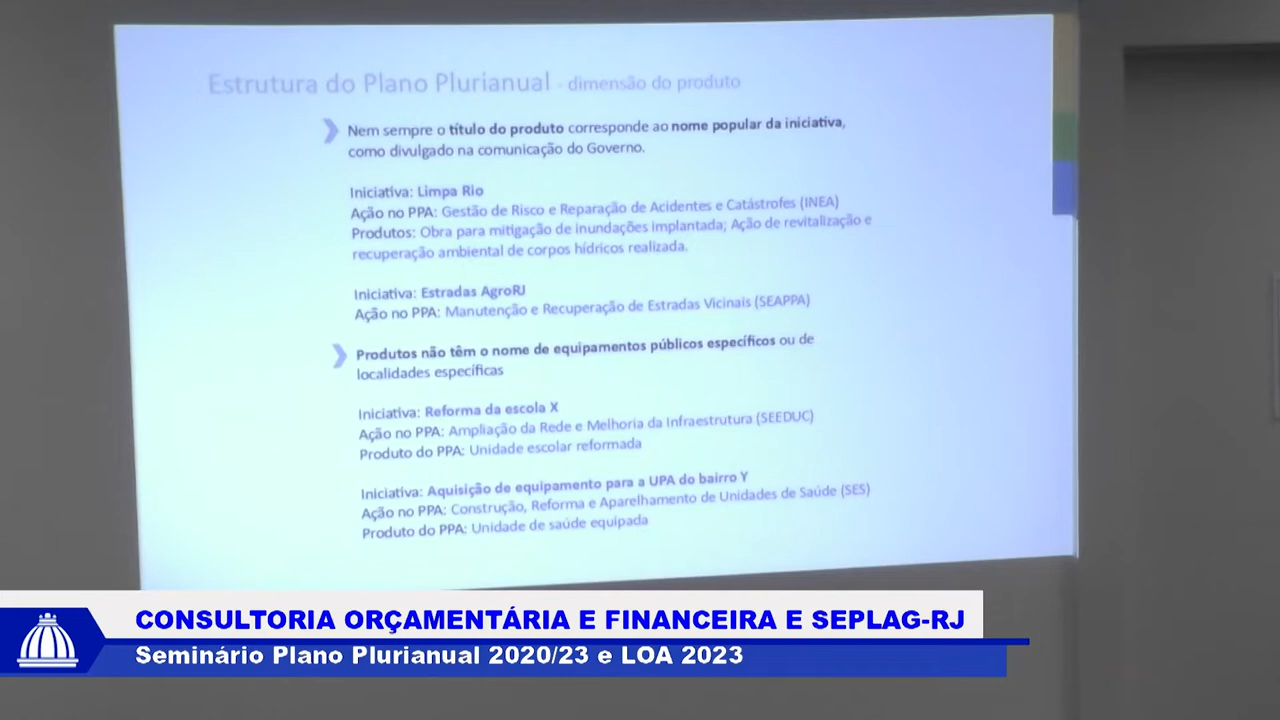 Estrutura do Plano Plurianual - dimensão do produto
Nem sempre o título do produto corresponde ao nome popular da iniciativa,
como divulgado na comunicação do Governo.
Iniciativa: Limpa Rio
Ação no PPA: Gestão de Risco e Reparação de Acidentes e Catástrofes (INEA)
Produtos: Obra para mitigação de inundações implantada; Ação de revitalização e
recuperação ambiental de corpos hídricos realizada.
Iniciativa: Estradas AgroRJ
Ação no PPA: Manutenção e Recuperação de Estradas Vicinais (SEAPPA)
Produtos não têm o nome de equipamentos públicos específicos ou de
localidades específicas
Iniciativa: Reforma da escola X
Ação no PPA: Ampliação da Rede e Melhoria da Infraestrutura (SEEDUC)
Produto do PPA: Unidade escolar reformada
Iniciativa: Aquisição de equipamento para a UPA do bairro Y
Ação no PPA: Construção, Reforma e Aparelhamento de Unidades de Saúde (SES)
Produto do PPA: Unidade de saúde equipada
CONSULTORIA ORÇAMENTÁRIA E FINANCEIRA E SEPLAG-RJ
Seminário Plano Plurianual 2020/23 e LOA 2023